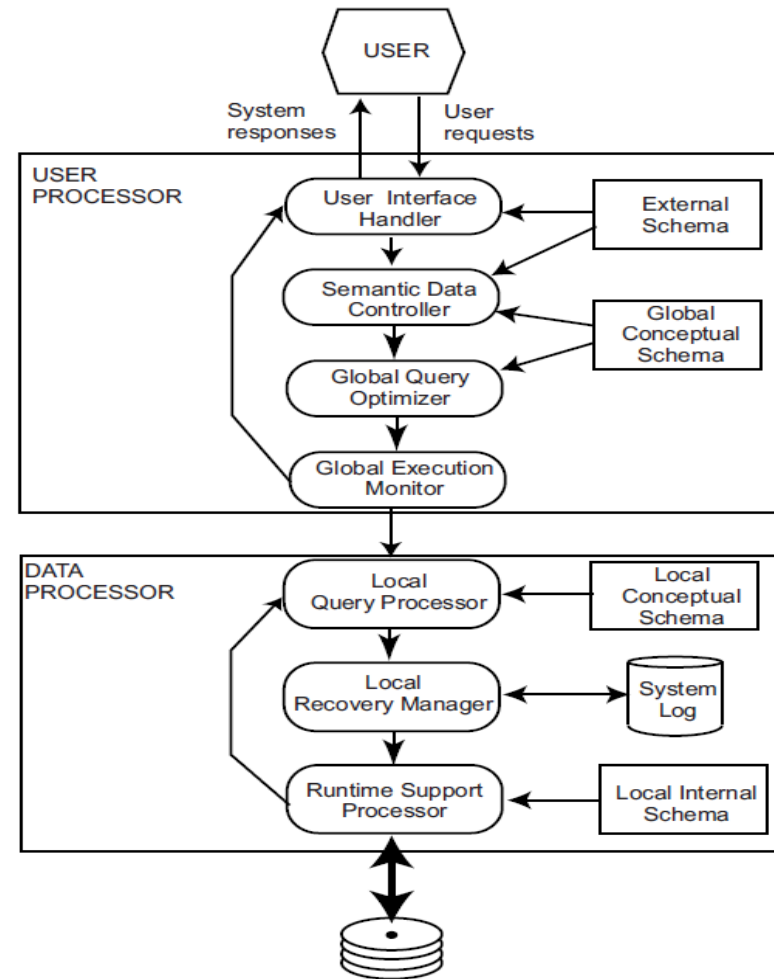 USER
System
responses
User
requests
USER
PROCESSOR
User Interface
Handler
External
Schema
Semantic Data
Controller
Global
Conceptual
Schema
Global Query
Optimizer
Global Execution
Monitor
DATA
PROCESSOR
Local
Query Processor
Local
Conceptual
Schema
Local
Recovery Manager
System
Log
Runtime Support
Processor
Local Internal
Schema